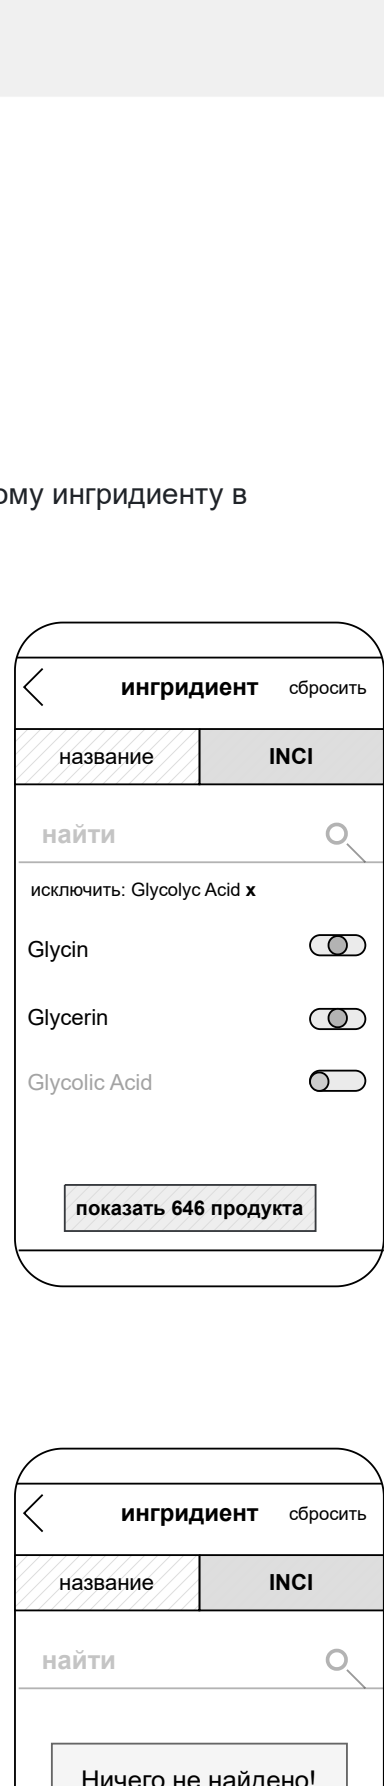 ому ингридиенту в
ингридиент сбросить
название INCI
найти
исключить: Glycolyc Acid x
Glycin
Glycerin
Glycolic Acid
показать 646 продукта
ингридиент сбросить
название INCI
найти
Ничего не найдено!